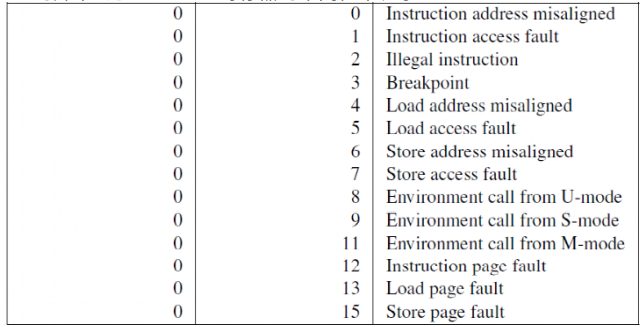 0 0 Instruction address misaligned
0 1 Instruction access fault
0 2 Illegal instruction
0 3 Breakpoint
0 4 Load address misaligned
0 5 Load access fault
0 6 Store address misaligned
0 7 Store access fault
0 8 Environment call from U-mode
0 9 Environment call from S-mode
0 11 Environment call from M-mode
0 12 Instruction page fault
0 13 Load page fault
0 15 Store page fault